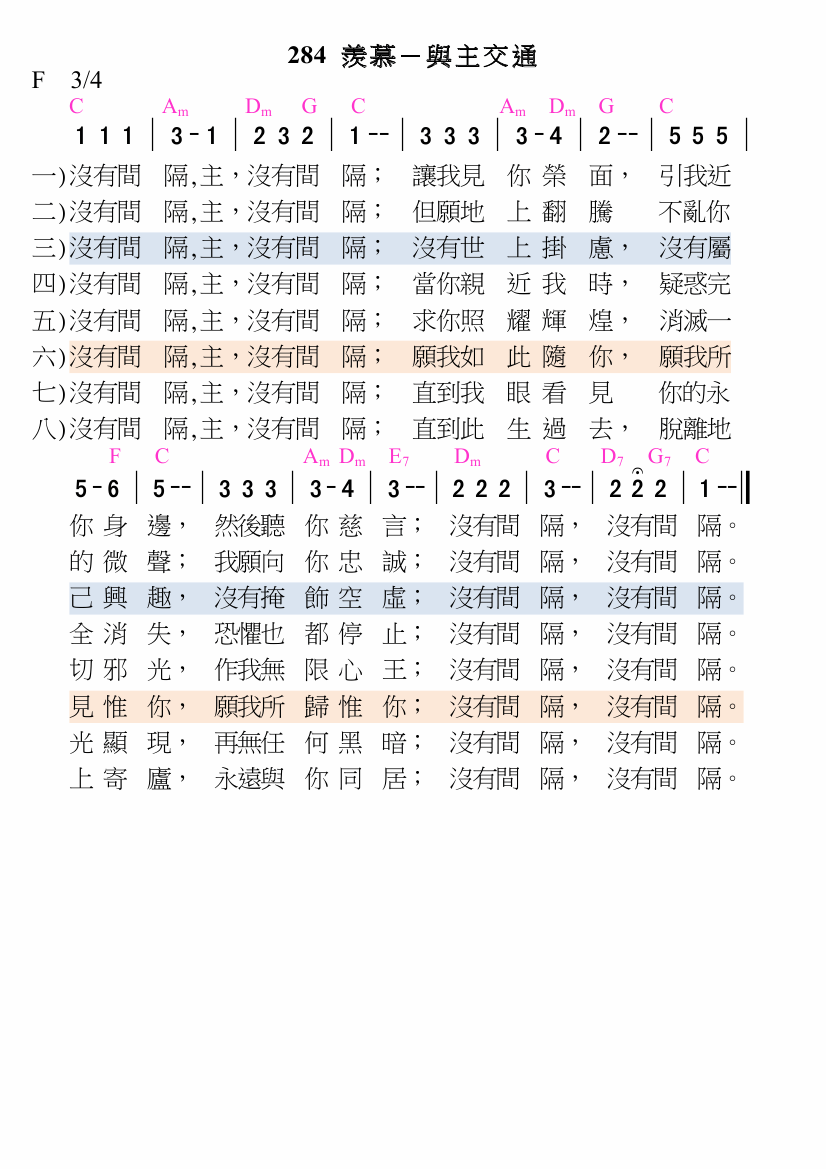 284 羨慕－與主交通
F 3/4
C Am Dm G C Am Dm G C
1 1 1 | 3 - 1 | 2 3 2 | 1 -- | 3 3 3 | 3 - 4 | 2 -- | 5 5 5 |
一)沒有間 隔,主，沒有間 隔； 讓我見 你 榮 面， 引我近
二)沒有間 隔,主，沒有間 隔； 但願地 上 翻 騰 不亂你
三)沒有間 隔,主，沒有間 隔； 沒有世 上 掛 慮， 沒有屬
四)沒有間 隔,主，沒有間 隔； 當你親 近 我 時， 疑惑完
五)沒有間 隔,主，沒有間 隔； 求你照 耀 輝 煌， 消滅一
六)沒有間 隔,主，沒有間 隔； 願我如 此 隨 你， 願我所
七)沒有間 隔,主，沒有間 隔； 直到我 眼 看 見 你的永
八)沒有間 隔,主，沒有間 隔； 直到此 生 過 去， 脫離地
F C Am Dm E7 Dm C D7 G7 C
5 - 6 | 5 -- | 3 3 3 | 3 - 4 | 3 -- | 2 2 2 | 3 -- | 2 2 2 | 1 -- ||
你 身 邊， 然後聽 你 慈 言； 沒有間 隔， 沒有間 隔。
的 微 聲； 我願向 你 忠 誠； 沒有間 隔， 沒有間 隔。
己 興 趣， 沒有掩 飾 空 虛； 沒有間 隔， 沒有間 隔。
全 消 失， 恐懼也 都 停 止； 沒有間 隔， 沒有間 隔。
切 邪 光， 作我無 限 心 王； 沒有間 隔， 沒有間 隔。
見 惟 你， 願我所 歸 惟 你； 沒有間 隔， 沒有間 隔。
光 顯 現， 再無任 何 黑 暗； 沒有間 隔， 沒有間 隔。
上 寄 廬， 永遠與 你 同 居； 沒有間 隔， 沒有間 隔。